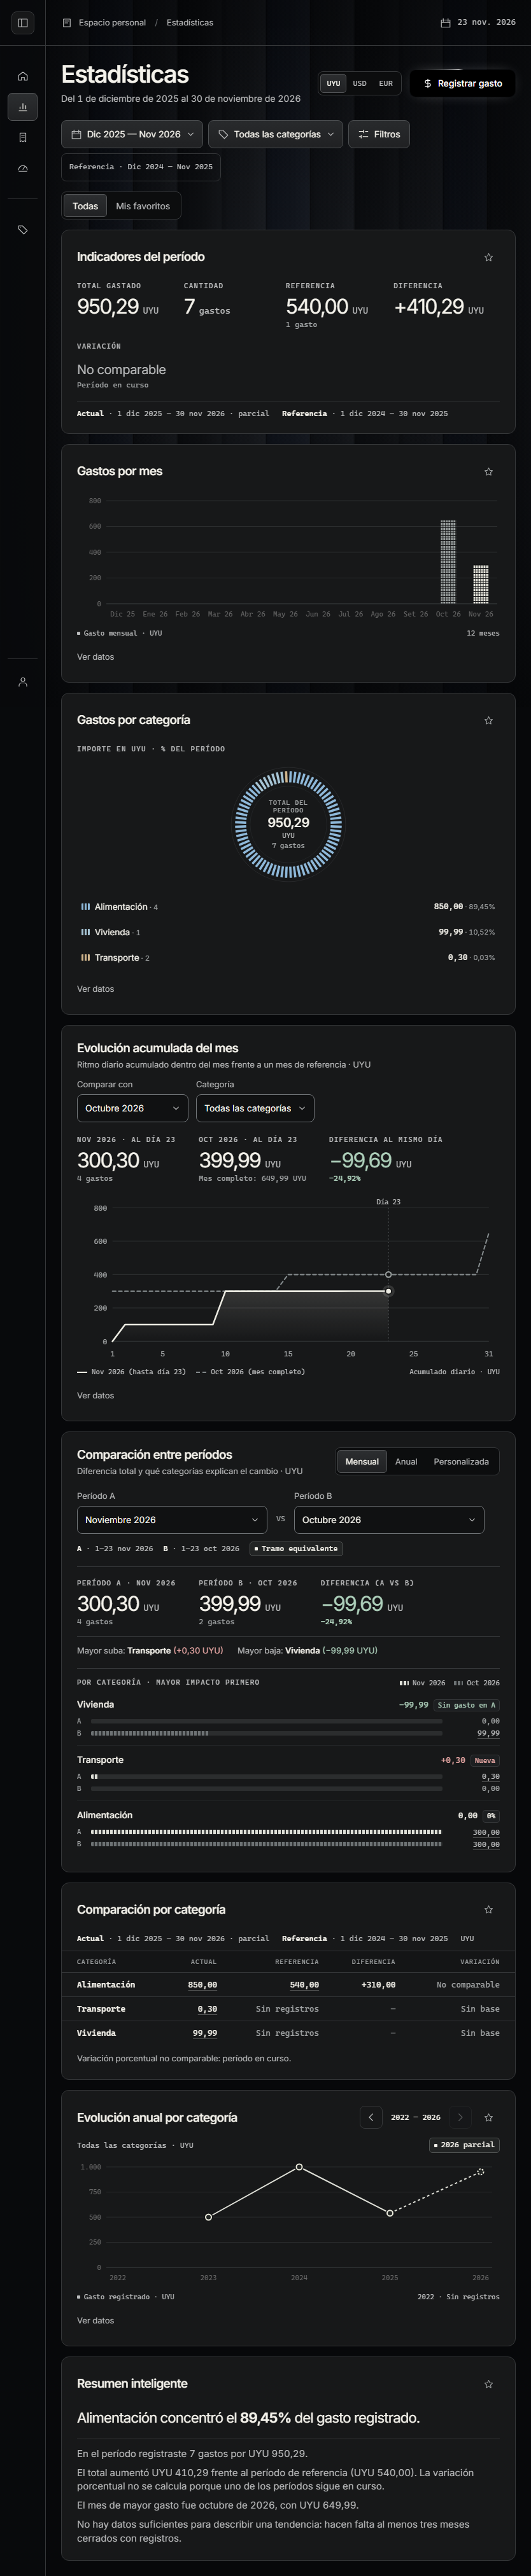 Espacio personal / Estadísticas
23 nov. 2026
Estadísticas
Del 1 de diciembre de 2025 al 30 de noviembre de 2026
UYU USD EUR
Registrar gasto
Dic 2025 — Nov 2026
Todas las categorías
Filtros
Referencia · Dic 2024 — Nov 2025
Todas
Mis favoritos
Indicadores del período
TOTAL GASTADO
950,29 UYU
CANTIDAD
7 gastos
REFERENCIA
540,00 UYU
1 gasto
DIFERENCIA
+410,29 UYU
VARIACIÓN
No comparable
Período en curso
Actual · 1 dic 2025 — 30 nov 2026 · parcial Referencia · 1 dic 2024 — 30 nov 2025
Gastos por mes
800
600
400
200
0
Dic 25 Ene 26 Feb 26 Mar 26 Abr 26 May 26 Jun 26 Jul 26 Ago 26 Set 26 Oct 26 Nov 26
Gasto mensual · UYU
12 meses
Ver datos
Gastos por categoría
IMPORTE EN UYU · % DEL PERÍODO
TOTAL DEL
PERÍODO
950,29
UYU
7 gastos
Alimentación · 4 850,00 · 89,45%
Vivienda · 1 99,99 · 10,52%
Transporte · 2 0,30 · 0,03%
Ver datos
Evolución acumulada del mes
Ritmo diario acumulado dentro del mes frente a un mes de referencia · UYU
Comparar con
Octubre 2026
Categoría
Todas las categorías
NOV 2026 · AL DÍA 23
300,30 UYU
4 gastos
OCT 2026 · AL DÍA 23
399,99 UYU
Mes completo: 649,99 UYU
DIFERENCIA AL MISMO DÍA
−99,69 UYU
−24,92%
Día 23
800
600
400
200
0
1 5 10 15 20 25 31
Nov 2026 (hasta día 23) Oct 2026 (mes completo)
Acumulado diario · UYU
Ver datos
Comparación entre períodos
Diferencia total y qué categorías explican el cambio · UYU
Mensual Anual Personalizada
Período A
Noviembre 2026
VS
Período B
Octubre 2026
A · 1–23 nov 2026 B · 1–23 oct 2026 Tramo equivalente
PERÍODO A · NOV 2026
300,30 UYU
4 gastos
PERÍODO B · OCT 2026
399,99 UYU
2 gastos
DIFERENCIA (A VS B)
−99,69 UYU
−24,92%
Mayor suba: Transporte (+0,30 UYU) Mayor baja: Vivienda (−99,99 UYU)
POR CATEGORÍA · MAYOR IMPACTO PRIMERO
Nov 2026 Oct 2026
Vivienda −99,99 Sin gasto en A
A 0,00
B 99,99
Transporte +0,30 Nueva
A 0,30
B 0,00
Alimentación 0,00 0%
A 300,00
B 300,00
Comparación por categoría
Actual · 1 dic 2025 — 30 nov 2026 · parcial Referencia · 1 dic 2024 — 30 nov 2025 UYU
CATEGORÍA ACTUAL REFERENCIA DIFERENCIA VARIACIÓN
Alimentación 850,00 540,00 +310,00 No comparable
Transporte 0,30 Sin registros — Sin base
Vivienda 99,99 Sin registros — Sin base
Variación porcentual no comparable: período en curso.
Evolución anual por categoría
2022 — 2026
Todas las categorías · UYU
2026 parcial
1.000
750
500
250
0
2022 2023 2024 2025 2026
Gasto registrado · UYU
2022 · Sin registros
Ver datos
Resumen inteligente
Alimentación concentró el 89,45% del gasto registrado.
En el período registraste 7 gastos por UYU 950,29.
El total aumentó UYU 410,29 frente al período de referencia (UYU 540,00). La variación
porcentual no se calcula porque uno de los períodos sigue en curso.
El mes de mayor gasto fue octubre de 2026, con UYU 649,99.
No hay datos suficientes para describir una tendencia: hacen falta al menos tres meses
cerrados con registros.